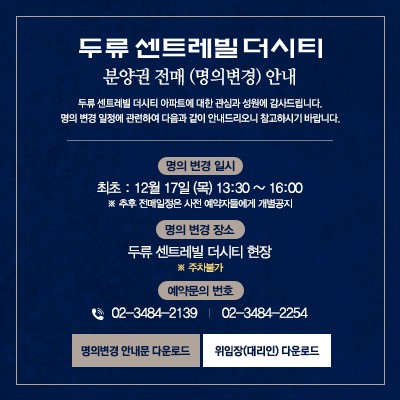 두류 센트레빌 더시티
분양권 전매 (명의변경) 안내
두류 센트레빌 더시티 아파트에 대한 관심과 성원에 감사드립니다.
명의 변경 일정에 관련하여 다음과 같이 안내드리오니 참고하시기 바랍니다.
명의 변경 일시
최초 : 12월 17일 (목) 13:30 ~ 16:00
※ 추후 전매일정은 사전 예약자들에게 개별공지
명의 변경 장소
두류 센트레빌 더시티 현장
※ 주차불가
예약문의 번호
02-3484-2139 | 02-3484-2254
명의변경 안내문 다운로드 위임장(대리인) 다운로드